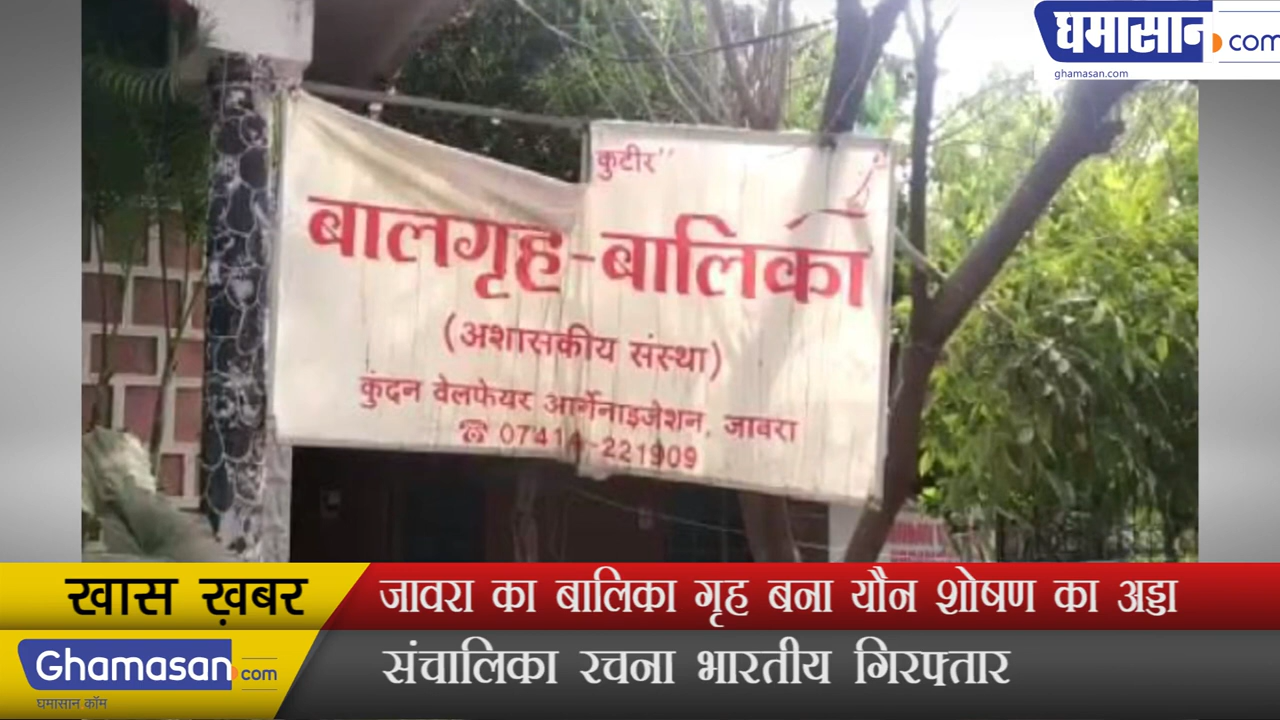 घमासान.com
ghamasan.com
कुटीर"
बालगृह-बालिका
(अशासकीय संस्था)
कुंदन वेलफेयर आर्गेनाइजेशन, जावरा
☎ 07414-221909
खास ख़बर
जावरा का बालिका गृह बना यौन शोषण का अड्डा
संचालिका रचना भारतीय गिरफ्तार
Ghamasan.com
घमासान कॉम